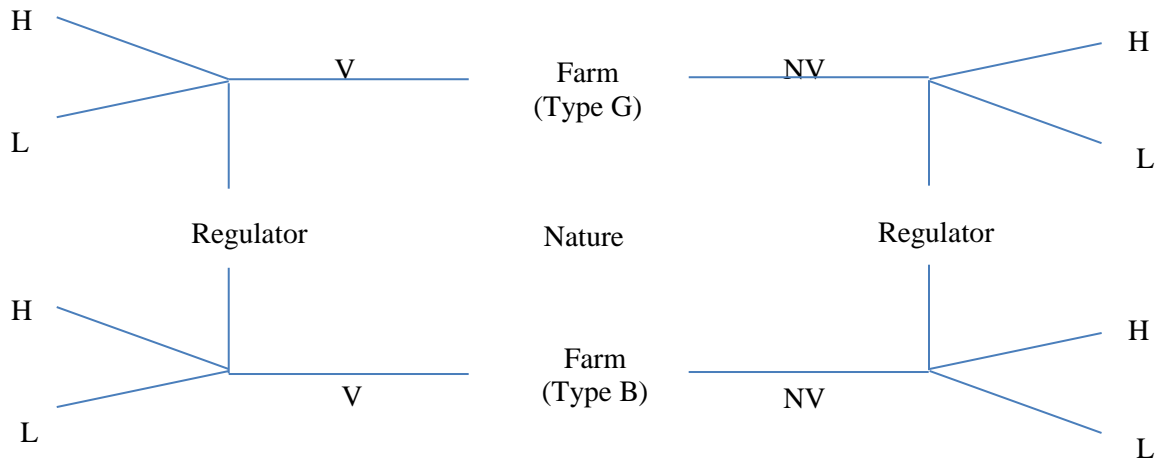 H
V
Farm
(Type G)
NV
H
L
L
Regulator
Nature
Regulator
H
Farm
(Type B)
H
V
NV
L
L